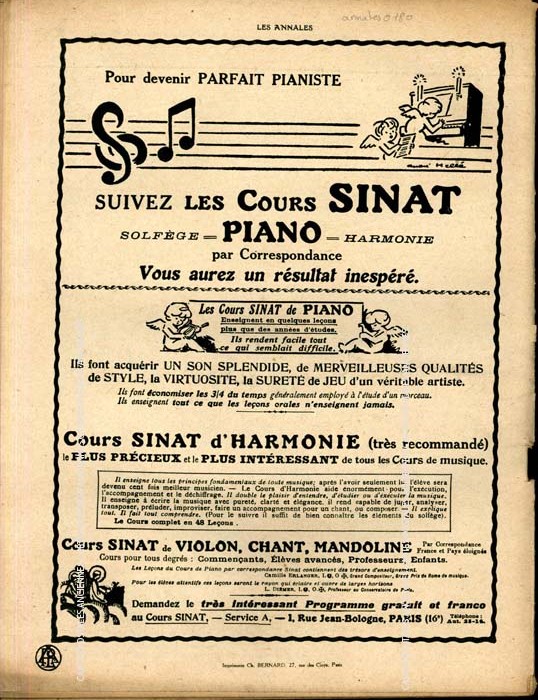 LES ANNALES
Pour devenir PARFAIT PIANISTE
SUIVEZ LES COURS SINAT
SOLFÈGE = PIANO = HARMONIE
par Correspondance
Vous aurez un résultat inespéré.
Les Cours SINAT de PIANO
Enseignent en quelques leçons
plus que des années d'études.
Ils rendent facile tout
ce qui semblait difficile.
Ils font acquérir UN SON SPLENDIDE, de MERVEILLEUSES QUALITÉS
de STYLE, la VIRTUOSITE, la SURETÉ de JEU d'un véritable artiste.
Ils font économiser les 3/4 du temps généralement employé à l'étude d'un morceau.
Ils enseignent tout ce que les leçons orales n'enseignent jamais.
Cours SINAT d'HARMONIE (très recommandé)
le PLUS PRÉCIEUX et le PLUS INTÉRESSANT de tous les Cours de musique.
Il enseigne tous les principes fondamentaux de toute musique; après l'avoir seulement lu l'élève sera
devenu cent fois meilleur musicien. — Le Cours d'Harmonie aide énormément pour l'exécution,
l'accompagnement et le déchiffrage. Il double le plaisir d'entendre, d'étudier ou d'exécuter la musique.
Il enseigne à écrire la musique avec pureté, clarté et élégance, il rend capable de juger, analyser,
transposer, préluder, improviser, faire un accompagnement pour un chant, ou composer. — Il explique
tout. Il fait tout comprendre. (Pour le suivre il suffit de bien connaître les éléments du solfège).
Le Cours complet en 48 Leçons.
Cours SINAT de VIOLON, CHANT, MANDOLINE Par Correspondance
France et Pays éloignés
Cours pour tous degrés : Commençants, Élèves avancés, Professeurs, Enfants.
Les Leçons du Cours de Piano par correspondance Sinat contiennent des trésors d'enseignement.
Camille ERLANGER, Grand Compositeur, Grand Prix de Rome de musique.
Pour les élèves attentifs ces leçons seront le rayon qui éclaire et ouvre de larges horizons
L. DIÉMER, Professeur au Conservatoire de Paris.
Demandez le très intéressant Programme gratuit et franco
au Cours SINAT, — Service A, — 1, Rue Jean-Bologne, PARIS (16e) Téléphone :
Imprimerie Ch. BERNARD, 27, rue des Cloys, Paris